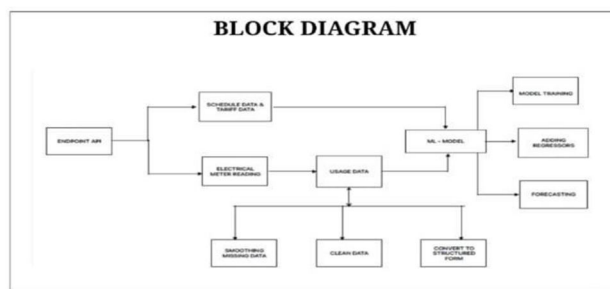 BLOCK DIAGRAM
SCHEDULE DATA &
TARIFF DATA
MODEL TRAINING
ENDPOINT API
ML - MODEL
ADDING
REGRESSORS
ELECTRICAL
METER READING
USAGE DATA
FORECASTING
SMOOTHING
MISSING DATA
CLEAN DATA
CONVERT TO
STRUCTURED
FORM